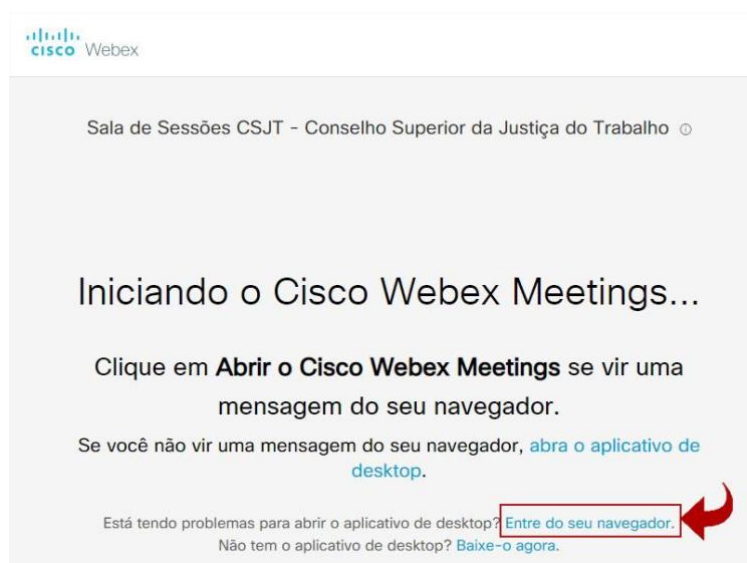 cisco Webex
Sala de Sessões CSJT - Conselho Superior da Justiça do Trabalho
Iniciando o Cisco Webex Meetings...
Clique em Abrir o Cisco Webex Meetings se vir uma
mensagem do seu navegador.
Se você não vir uma mensagem do seu navegador, abra o aplicativo de
desktop.
Está tendo problemas para abrir o aplicativo de desktop? Entre do seu navegador.
Não tem o aplicativo de desktop? Baixe-o agora.